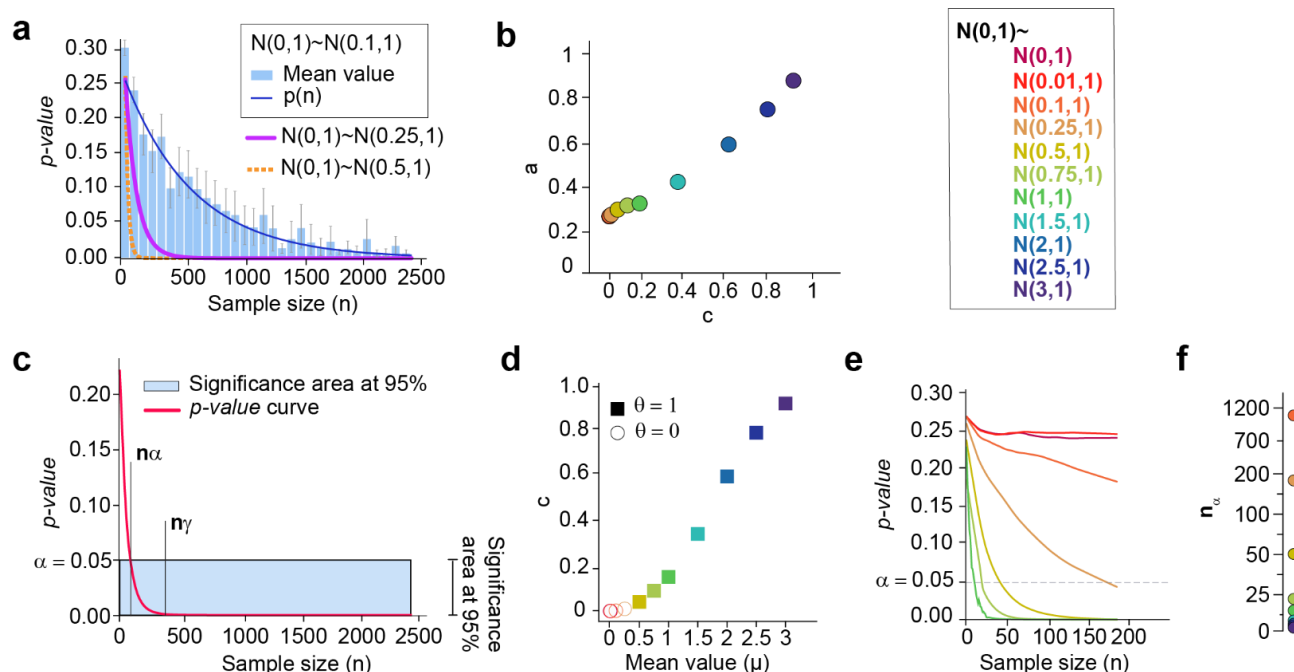 a
N(0,1)~N(0.1,1)
Mean value
p(n)
N(0,1)~N(0.25,1)
N(0,1)~N(0.5,1)
0.30
0.25
0.20
0.15
0.10
0.05
0.00
p-value
0 500 1000 1500 2000 2500
Sample size (n)
b
1
0.8
0.6
0.4
0.2
0
a
0 0.2 0.4 0.6 0.8 1
c
N(0,1)~
N(0,1)
N(0.01,1)
N(0.1,1)
N(0.25,1)
N(0.5,1)
N(0.75,1)
N(1,1)
N(1.5,1)
N(2,1)
N(2.5,1)
N(3,1)
c
Significance area at 95%
p-value curve
0.20
0.15
0.10
α = 0.05
0.00
p-value
nα
nγ
0 500 1000 1500 2000 2500
Sample size (n)
Significance
area at 95%
d
θ = 1
θ = 0
1.0
0.8
0.6
0.4
0.2
0
c
0 0.5 1 1.5 2 2.5 3
Mean value (μ)
e
0.30
0.25
0.20
0.15
0.10
α = 0.05
0.00
p-value
0 50 100 150 200
Sample size (n)
f
1200
700
200
100
50
25
10
0
nα